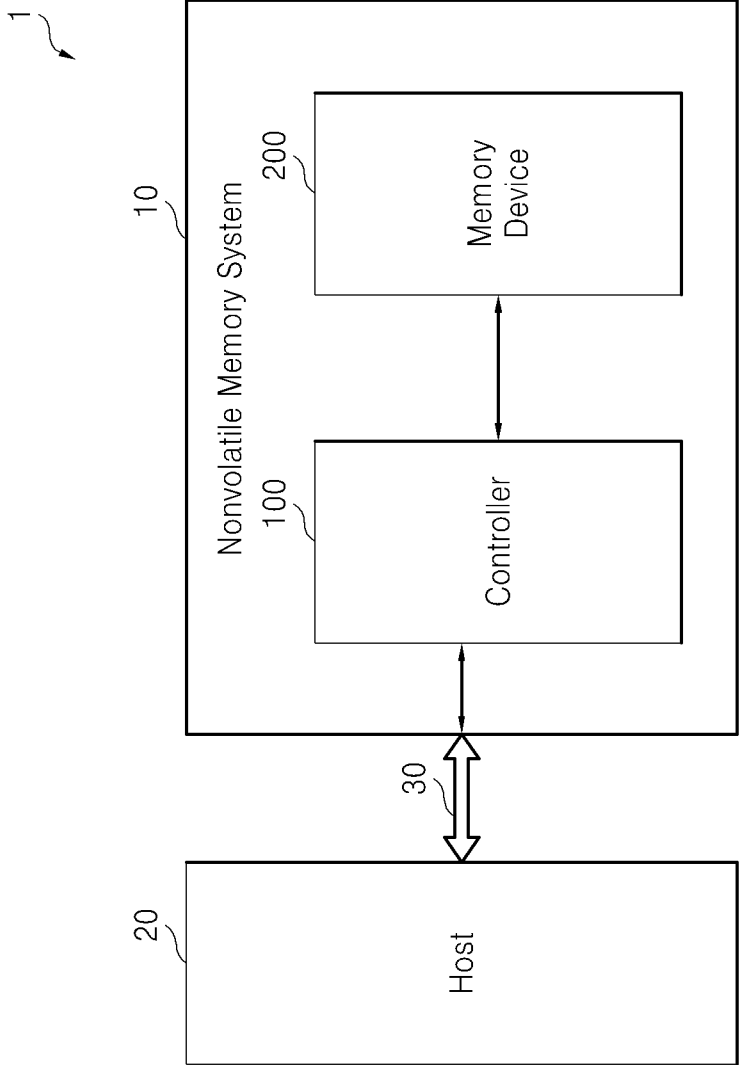 1
20
Host
30
10
Nonvolatile Memory System
100
Controller
200
Memory
Device